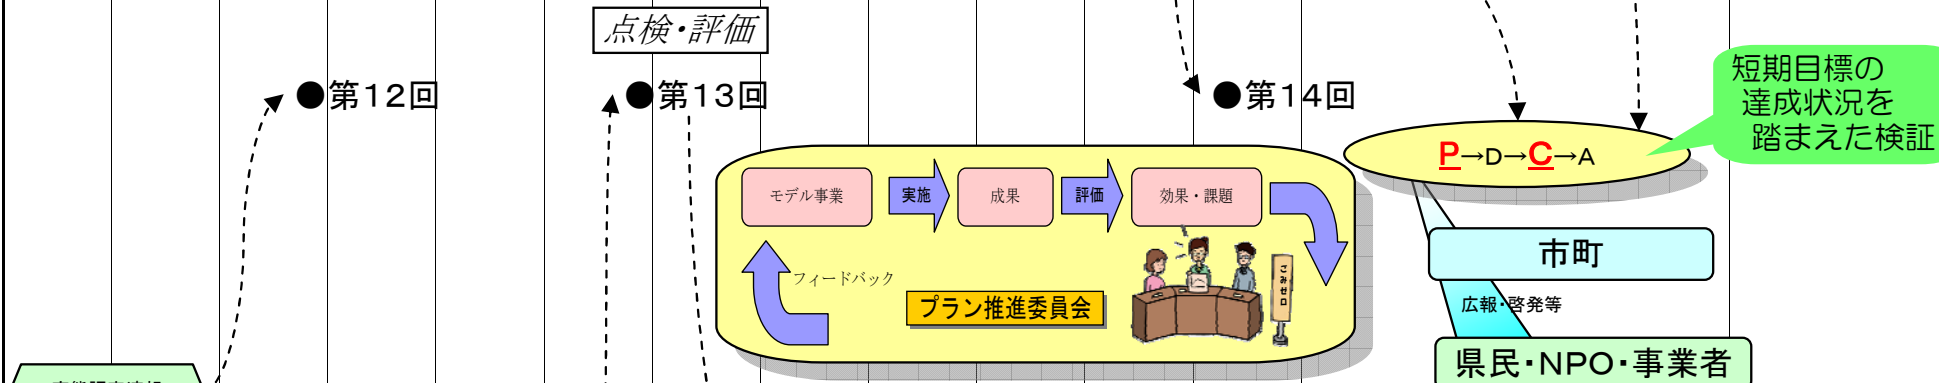 点検・評価
●第12回
●第13回
●第14回
短期目標の
達成状況を
踏まえた検証
P→D→C→A
モデル事業
実施
成果
評価
効果・課題
フィードバック
プラン推進委員会
ごみゼロ
市町
広報・啓発等
県民・NPO・事業者